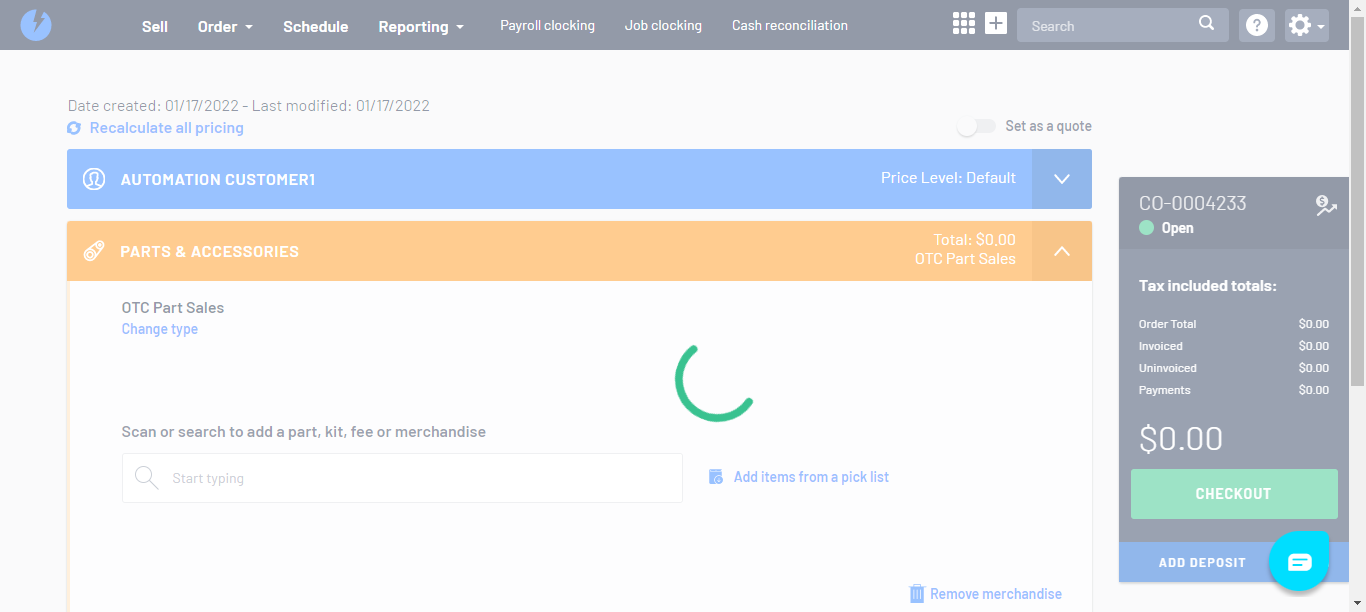 Sell Order Schedule Reporting Payroll clocking Job clocking Cash reconciliation Search ?
Date created: 01/17/2022 - Last modified: 01/17/2022
Recalculate all pricing
Set as a quote
AUTOMATION CUSTOMER1 Price Level: Default
PARTS & ACCESSORIES
Total: $0.00
OTC Part Sales
OTC Part Sales
Change type
Scan or search to add a part, kit, fee or merchandise
Start typing
Add items from a pick list
Remove merchandise
CO-0004233
$
Open
Tax included totals:
Order Total $0.00
Invoiced $0.00
Uninvoiced $0.00
Payments $0.00
$0.00
CHECKOUT
ADD DEPOSIT